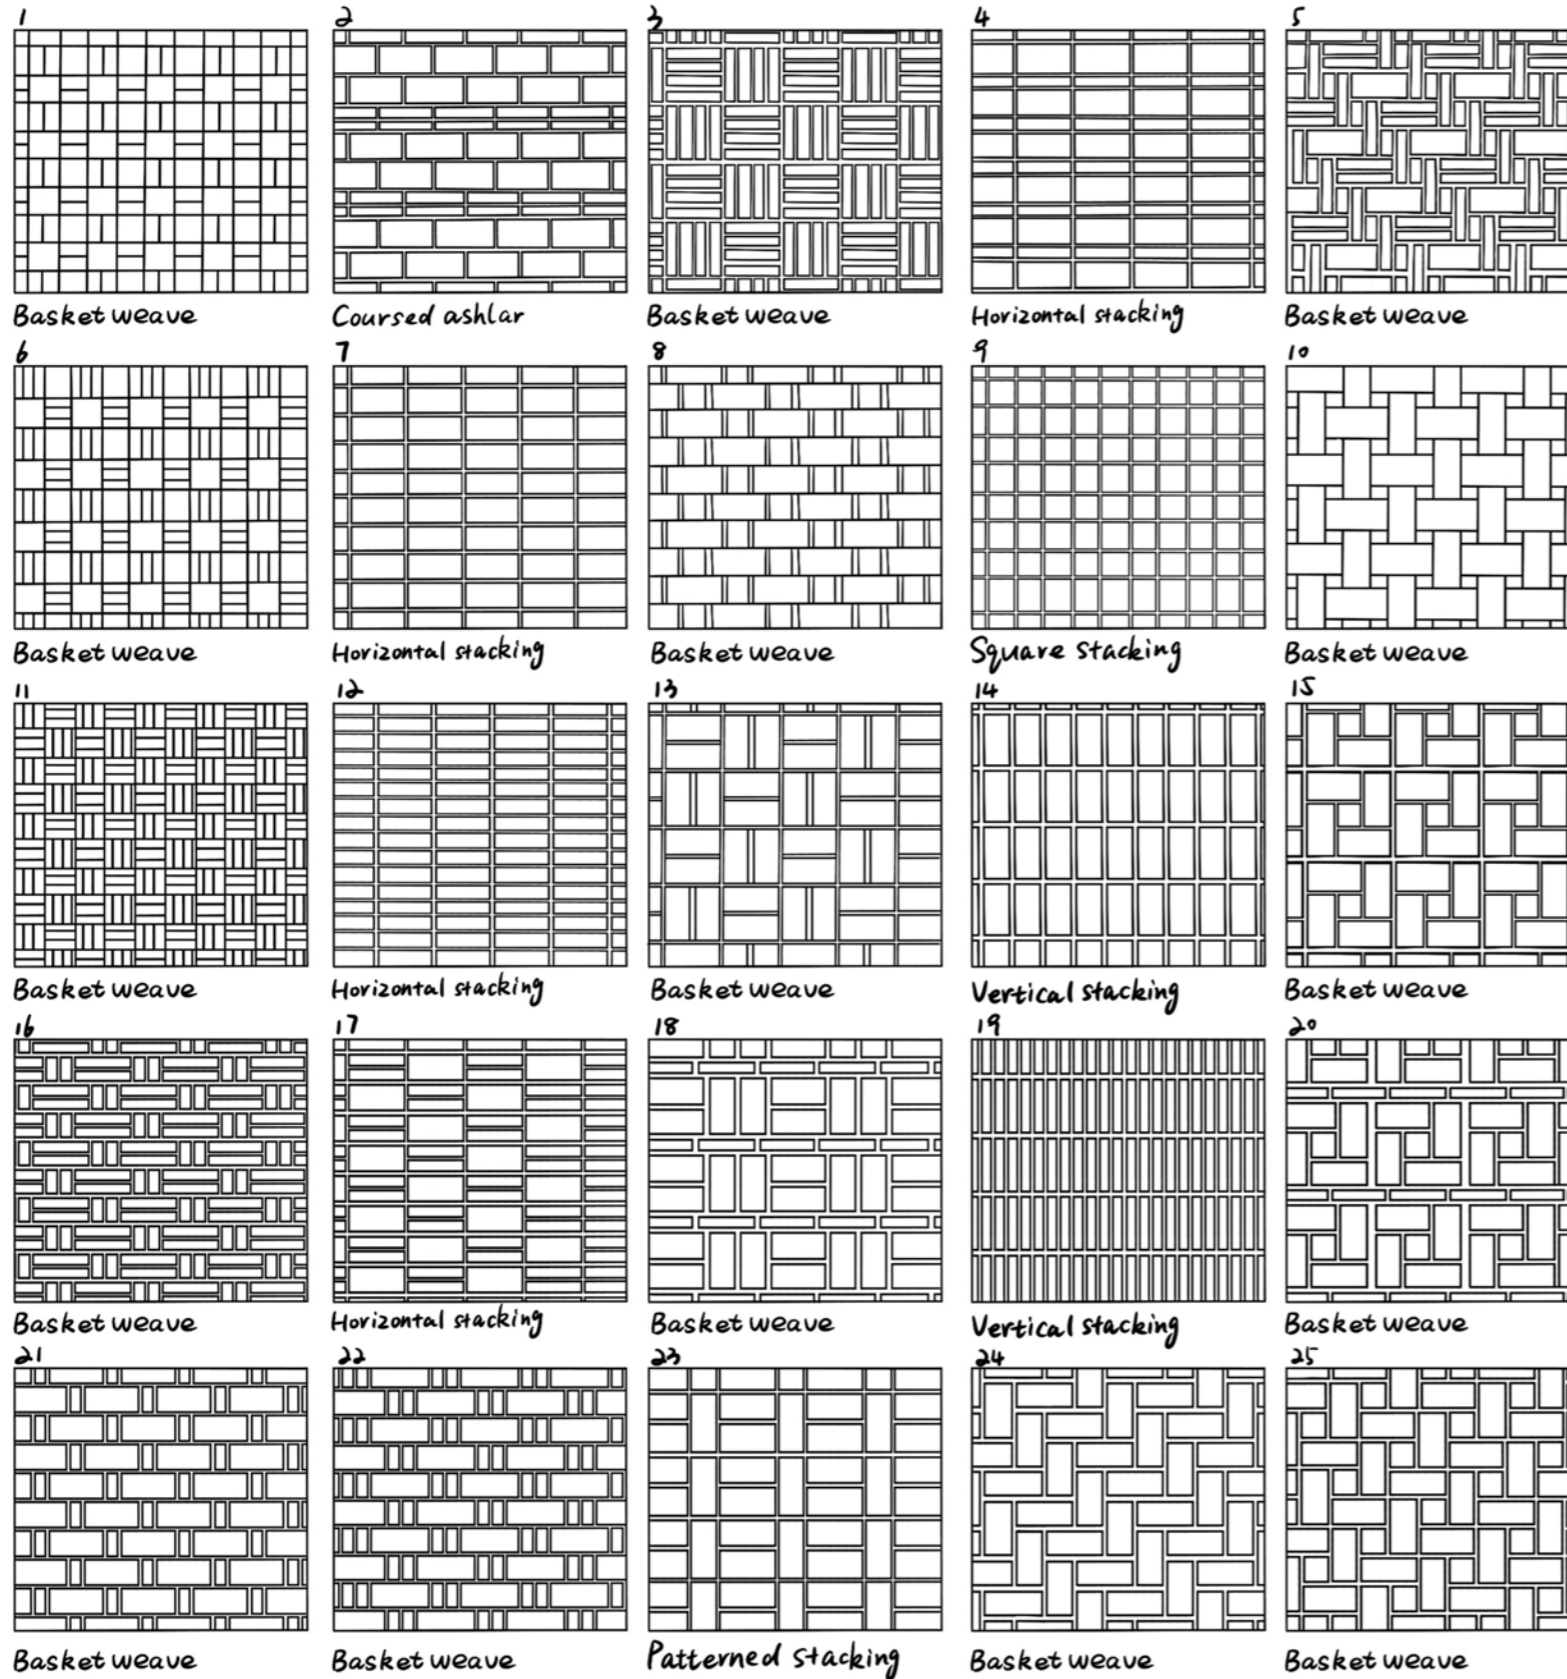 1 2 3 4 5
Basket weave Coursed ashlar Basket weave Horizontal stacking Basket weave
6 7 8 9 10
Basket weave Horizontal stacking Basket weave Square stacking Basket weave
11 12 13 14 15
Basket weave Horizontal stacking Basket weave Vertical stacking Basket weave
16 17 18 19 20
Basket weave Horizontal stacking Basket weave Vertical stacking Basket weave
21 22 23 24 25
Basket weave Basket weave Patterned stacking Basket weave Basket weave